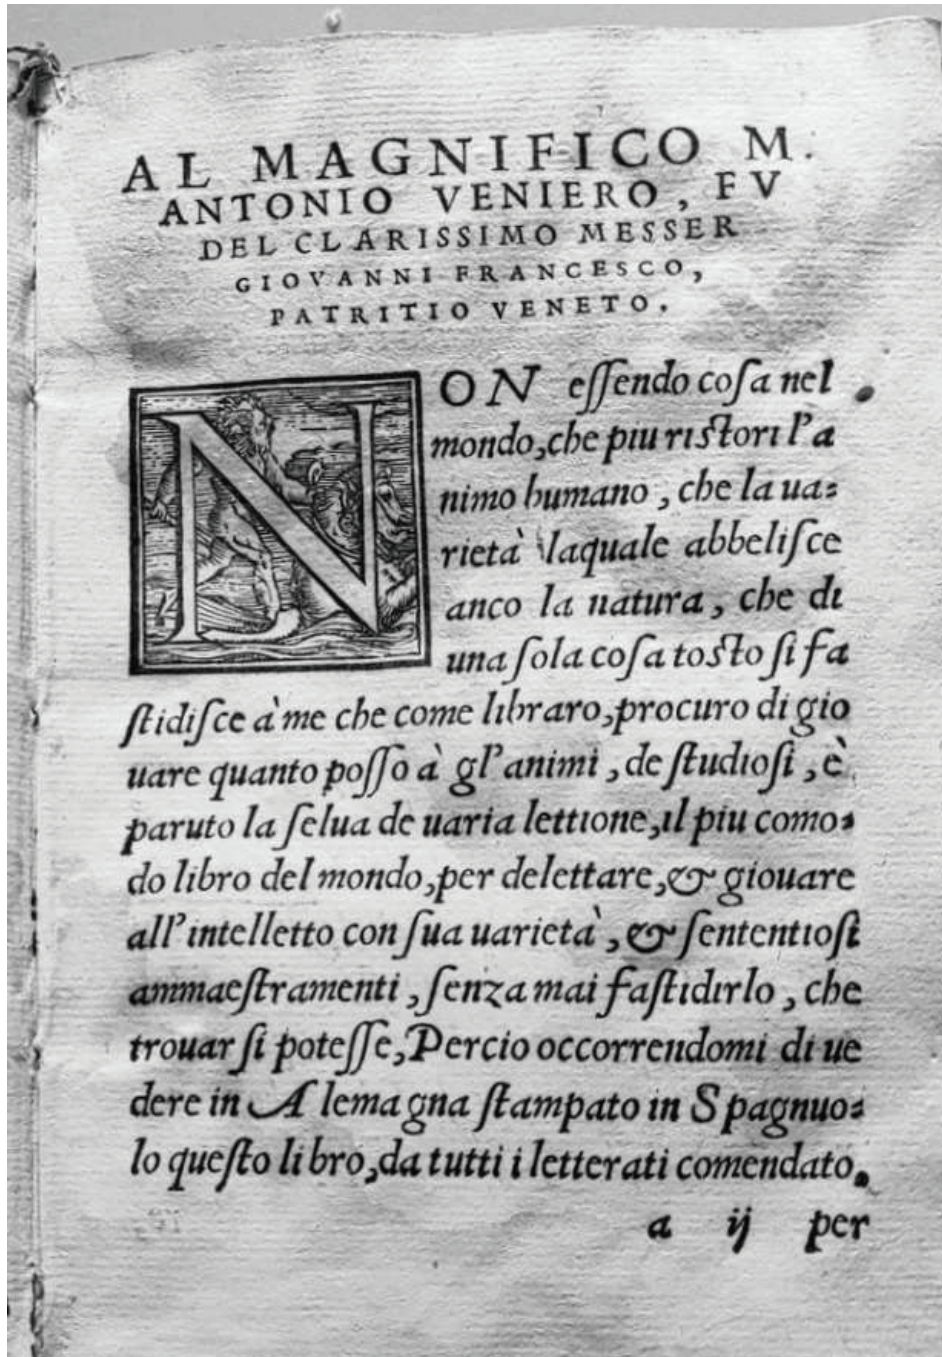 AL MAGNIFICO M.
ANTONIO VENIERO, FV
DEL CLARISSIMO MESSER
GIOVANNI FRANCESCO,
PATRITIO VENETO.
NON eſſendo coſa nel
mondo, che piu riſtori l'a
nimo humano, che la ua-
rietà laquale abbeliſce
anco la natura, che di
una ſola coſa toſto ſi fa
ſtidiſce à me che come libraro, procuro di gio
uare quanto poſſo à gl'animi, de ſtudioſi, è
paruto la ſelua de uaria lettione, il piu como-
do libro del mondo, per delettare, & giouare
all'intelletto con ſua uarietà, & ſententioſi
ammaeſtramenti, ſenza mai faſtidirlo, che
trouar ſi poteſſe, Percio occorrendomi di ue
dere in Alemagna ſtampato in Spagnuo-
lo queſto libro, da tutti i letterati comendato.
a ij per